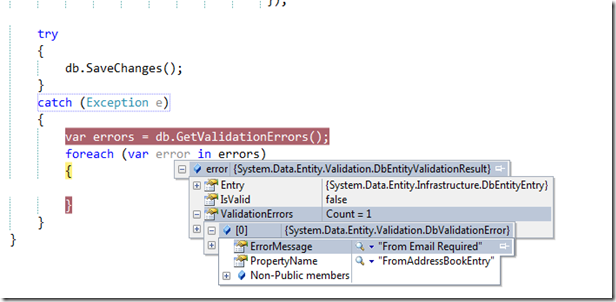 });
try
{
db.SaveChanges();
}
catch (Exception e)
{
var errors = db.GetValidationErrors();
foreach (var error in errors)
{
error {System.Data.Entity.Validation.DbEntityValidationResult}
Entry {System.Data.Entity.Infrastructure.DbEntityEntry}
IsValid false
ValidationErrors Count = 1
[0] {System.Data.Entity.Validation.DbValidationError}
ErrorMessage "From Email Required"
PropertyName "FromAddressBookEntry"
Non-Public members
}
}
}